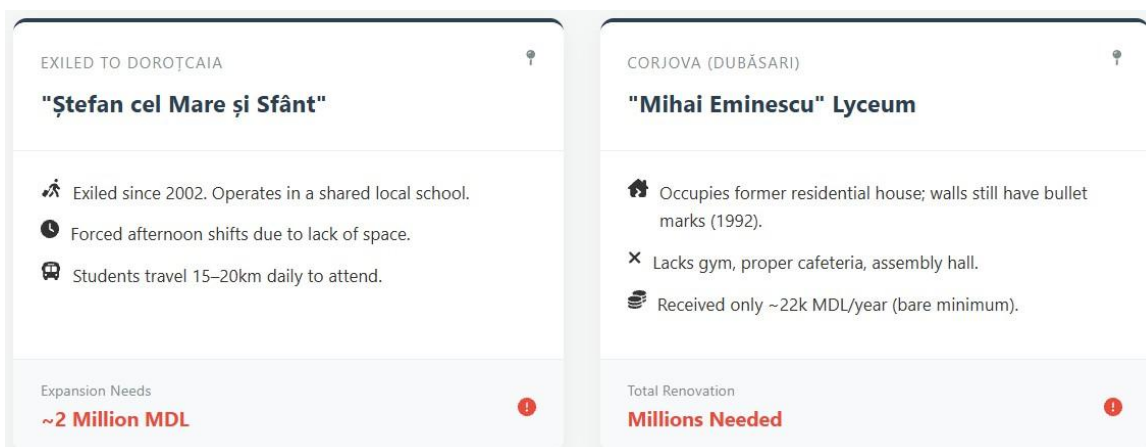 EXILED TO DOROȚCAIA
"Ștefan cel Mare și Sfânt"
Exiled since 2002. Operates in a shared local school.
Forced afternoon shifts due to lack of space.
Students travel 15–20km daily to attend.
Expansion Needs
~2 Million MDL
CORJOVA (DUBĂSARI)
"Mihai Eminescu" Lyceum
Occupies former residential house; walls still have bullet
marks (1992).
Lacks gym, proper cafeteria, assembly hall.
Received only ~22k MDL/year (bare minimum).
Total Renovation
Millions Needed